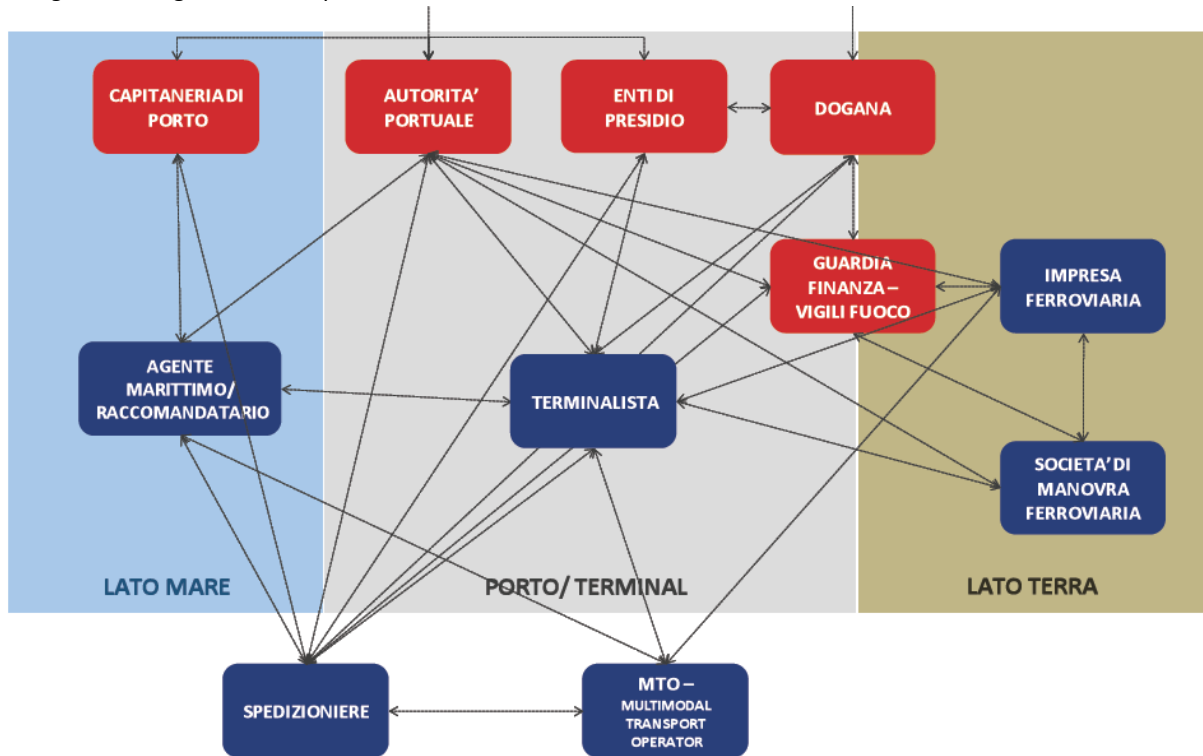 CAPITANERIA DI
PORTO
AUTORITA'
PORTUALE
ENTI DI
PRESIDIO
DOGANA
GUARDIA
FINANZA –
VIGILI FUOCO
IMPRESA
FERROVIARIA
AGENTE
MARITTIMO/
RACCOMANDATARIO
TERMINALISTA
SOCIETA' DI
MANOVRA
FERROVIARIA
LATO MARE
PORTO/ TERMINAL
LATO TERRA
SPEDIZIONIERE
MTO –
MULTIMODAL
TRANSPORT
OPERATOR